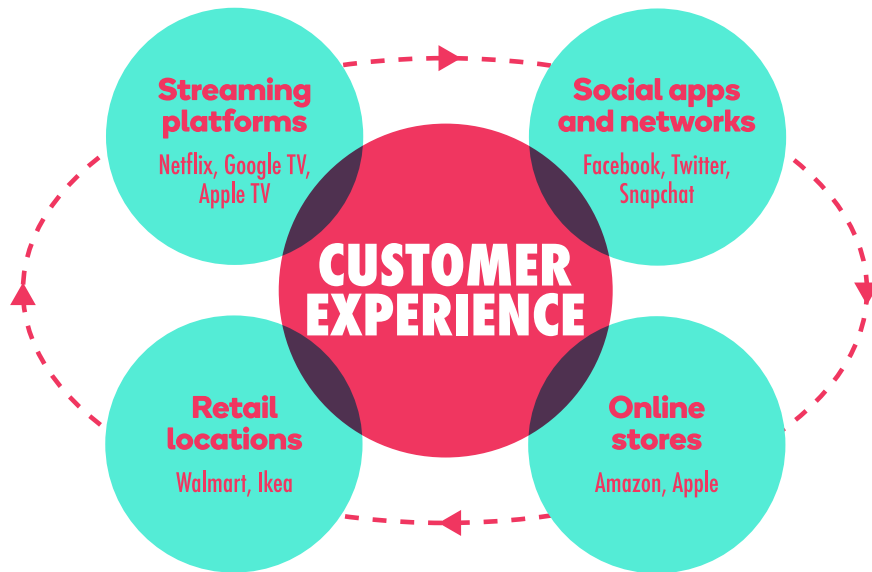 Streaming
platforms
Netflix, Google TV,
Apple TV
Social apps
and networks
Facebook, Twitter,
Snapchat
CUSTOMER
EXPERIENCE
Retail
locations
Walmart, Ikea
Online
stores
Amazon, Apple